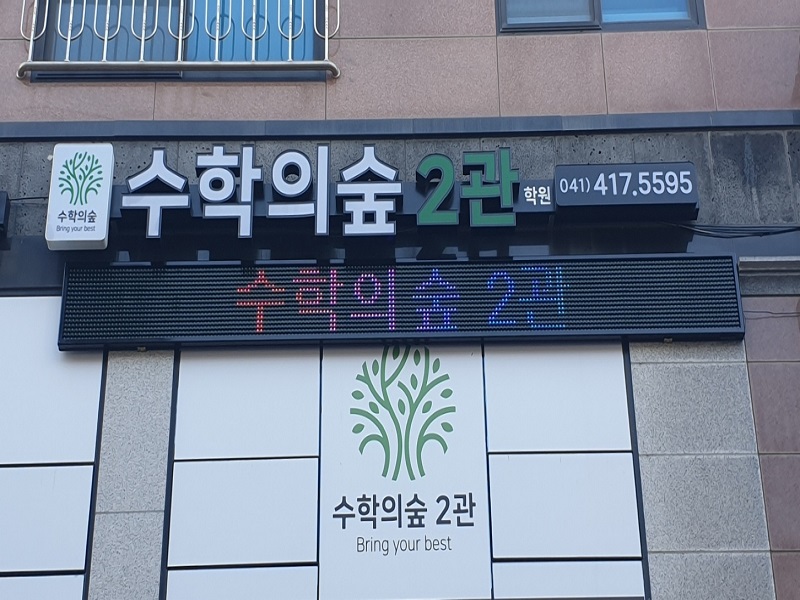 수학의숲
Bring your best
수학의숲 2관 학원
041) 417.5595
수학의숲 2관
수학의숲 2관
Bring your best